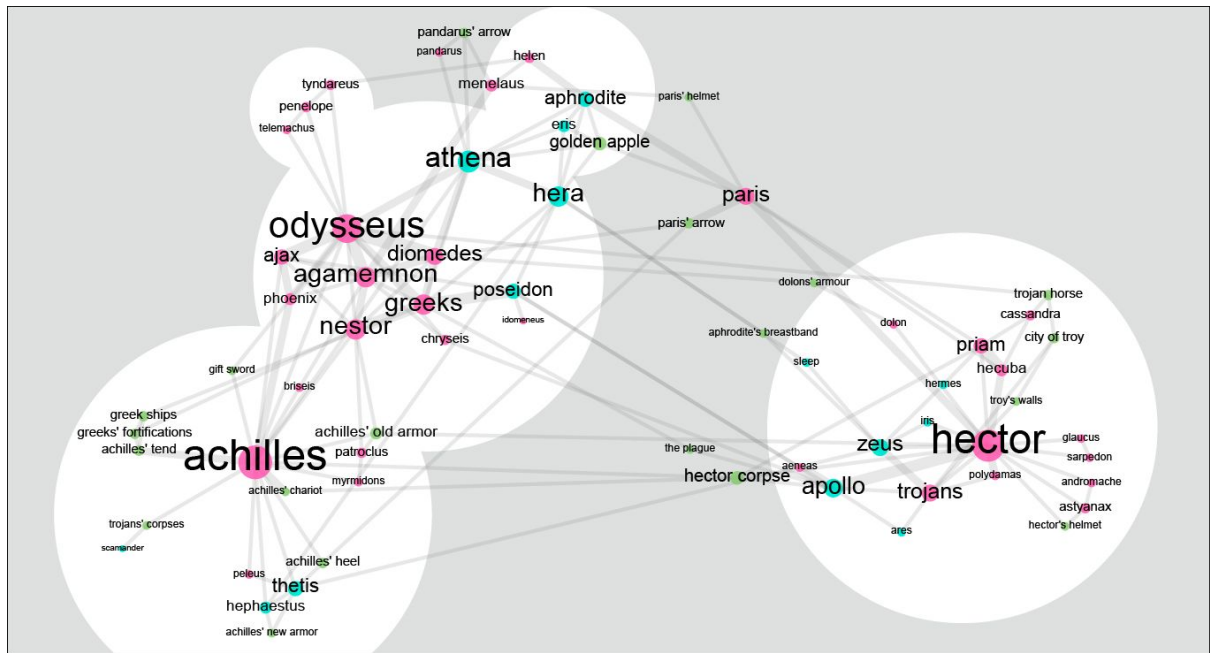 pandarus' arrow
pandarus
helen
tyndareus
menelaus
aphrodite
paris' helmet
penelope
telemachus
eris
golden apple
athena
hera
paris
odysseus
paris' arrow
ajax
diomedes
agamemnon
phoenix
greeks
poseidon
dolons' armour
trojan horse
idomeneus
dolon
cassandra
nestor
chryseis
aphrodite's breastband
priam
city of troy
gift sword
sleep
hecuba
briseis
hermes
troy's walls
greek ships
greeks' fortifications
achilles' old armor
iris
achilles' tend
patroclus
the plague
zeus
hector
glaucus
achilles
aeneas
sarpedon
myrmidons
hector corpse
polydamas
andromache
achilles' chariot
apollo
trojans
astyanax
trojans' corpses
ares
hector's helmet
scamander
achilles' heel
peleus
thetis
hephaestus
achilles' new armor